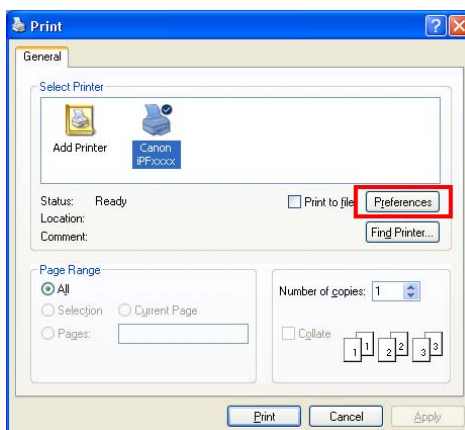 Print
General
Select Printer
Add Printer
Canon
iPFxxxx
Status: Ready
Print to file
Preferences
Location:
Comment:
Find Printer...
Page Range
All
Selection
Current Page
Pages:
Number of copies: 1
Collate
1 1 2 2 3 3
Print
Cancel
Apply